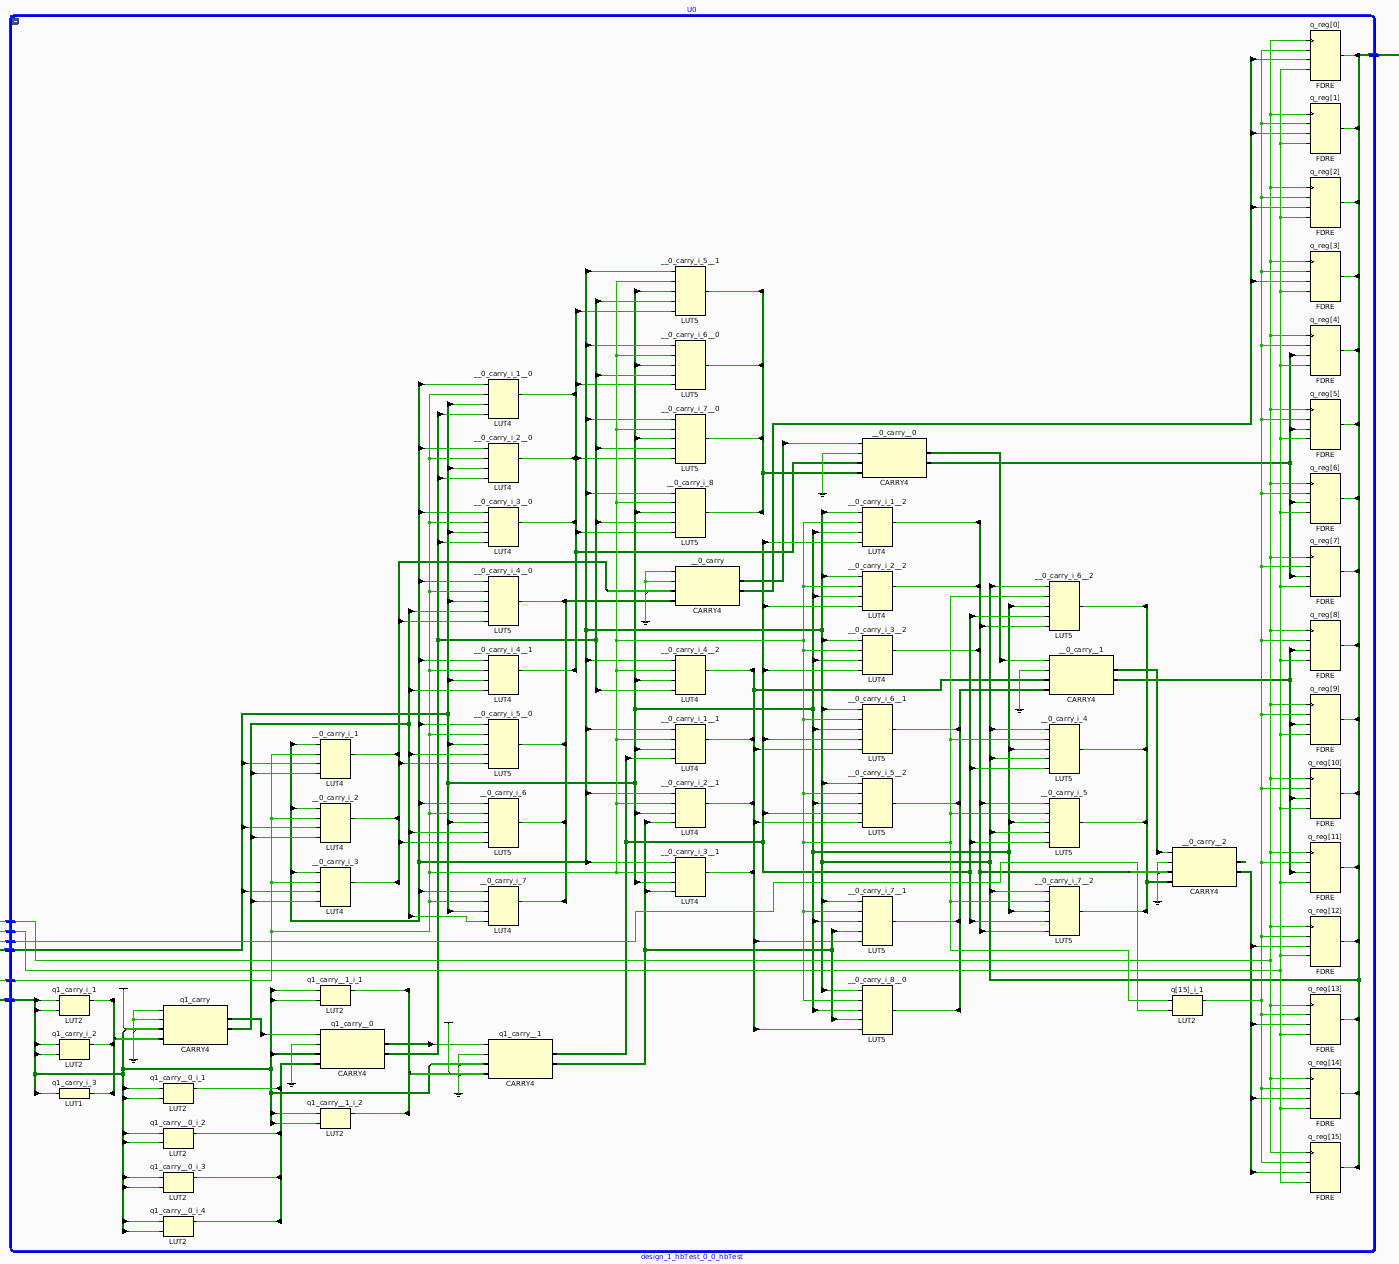 U0
q_reg[0]
FDRE
q_reg[1]
FDRE
q_reg[2]
FDRE
q_reg[3]
FDRE
q_reg[4]
FDRE
q_reg[5]
FDRE
q_reg[6]
FDRE
q_reg[7]
FDRE
q_reg[8]
FDRE
q_reg[9]
FDRE
q_reg[10]
FDRE
q_reg[11]
FDRE
q_reg[12]
FDRE
q_reg[13]
FDRE
q_reg[14]
FDRE
q_reg[15]
FDRE
__0_carry_i_5__1
LUT5
__0_carry_i_6__0
LUT5
__0_carry_i_7__0
LUT5
__0_carry_i_8
LUT5
__0_carry
CARRY4
__0_carry_i_4__2
LUT4
__0_carry_i_1__1
LUT4
__0_carry_i_2__1
LUT4
__0_carry_i_3__1
LUT4
__0_carry_i_1__0
LUT4
__0_carry_i_2__0
LUT4
__0_carry_i_3__0
LUT4
__0_carry_i_4__0
LUT5
__0_carry_i_4__1
LUT4
__0_carry_i_5__0
LUT5
__0_carry_i_6
LUT5
__0_carry_i_7
LUT4
__0_carry_i_1
LUT4
__0_carry_i_2
LUT4
__0_carry_i_3
LUT4
__0_carry__0
CARRY4
__0_carry_i_1__2
LUT4
__0_carry_i_2__2
LUT4
__0_carry_i_3__2
LUT4
__0_carry_i_6__1
LUT5
__0_carry_i_5__2
LUT5
__0_carry_i_7__1
LUT5
__0_carry_i_8__0
LUT5
__0_carry_i_6__2
LUT5
__0_carry__1
CARRY4
__0_carry_i_4
LUT5
__0_carry_i_5
LUT5
__0_carry_i_7__2
LUT5
__0_carry__2
CARRY4
q[15]_i_1
LUT2
q1_carry_i_1
LUT2
q1_carry_i_2
LUT2
q1_carry_i_3
LUT1
q1_carry
CARRY4
q1_carry__0_i_1
LUT2
q1_carry__0_i_2
LUT2
q1_carry__0_i_3
LUT2
q1_carry__0_i_4
LUT2
q1_carry__1_i_1
LUT2
q1_carry__0
CARRY4
q1_carry__1_i_2
LUT2
q1_carry__1
CARRY4
design_1_hbTest_0_0_hbTest